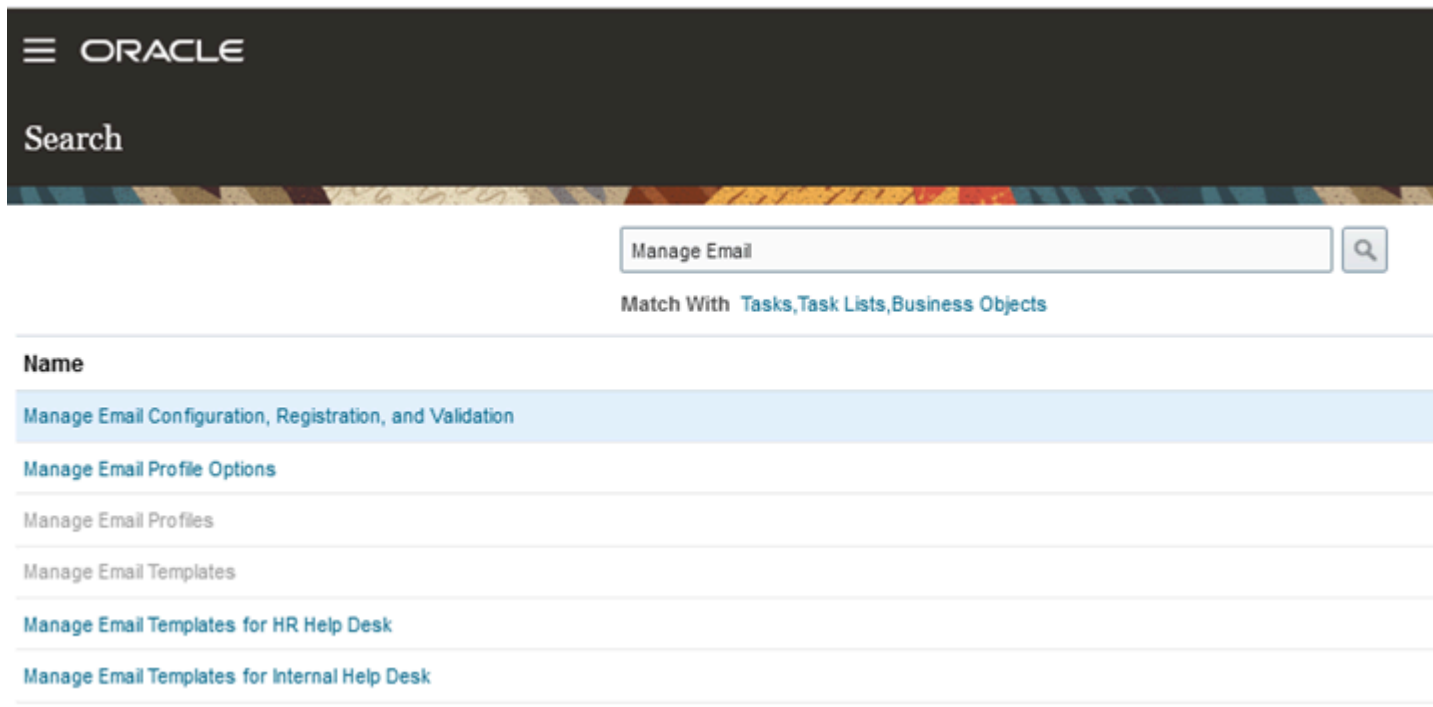 ORACLE
Search
Manage Email
Match With Tasks,Task Lists,Business Objects
Name
Manage Email Configuration, Registration, and Validation
Manage Email Profile Options
Manage Email Profiles
Manage Email Templates
Manage Email Templates for HR Help Desk
Manage Email Templates for Internal Help Desk